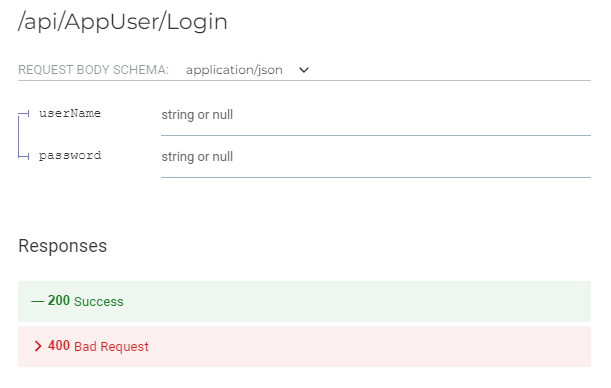 /api/AppUser/Login
REQUEST BODY SCHEMA: application/json
userName string or null
password string or null
Responses
— 200 Success
400 Bad Request